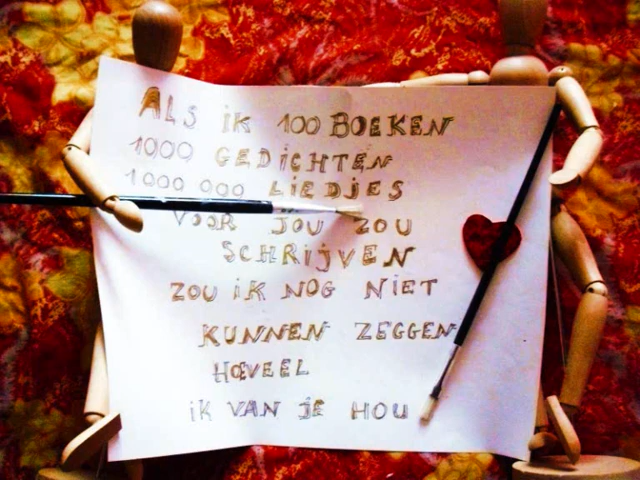 ALS iK 100 BOEKEN
1000 GEDiCHTEN
1000 000 LiEDJES
VOOR JOU ZOU
SCHRiJVEN
ZOU iK NOG NiET
KUNNEN ZEGGEN
HOEVEEL
iK VAN JE HOU